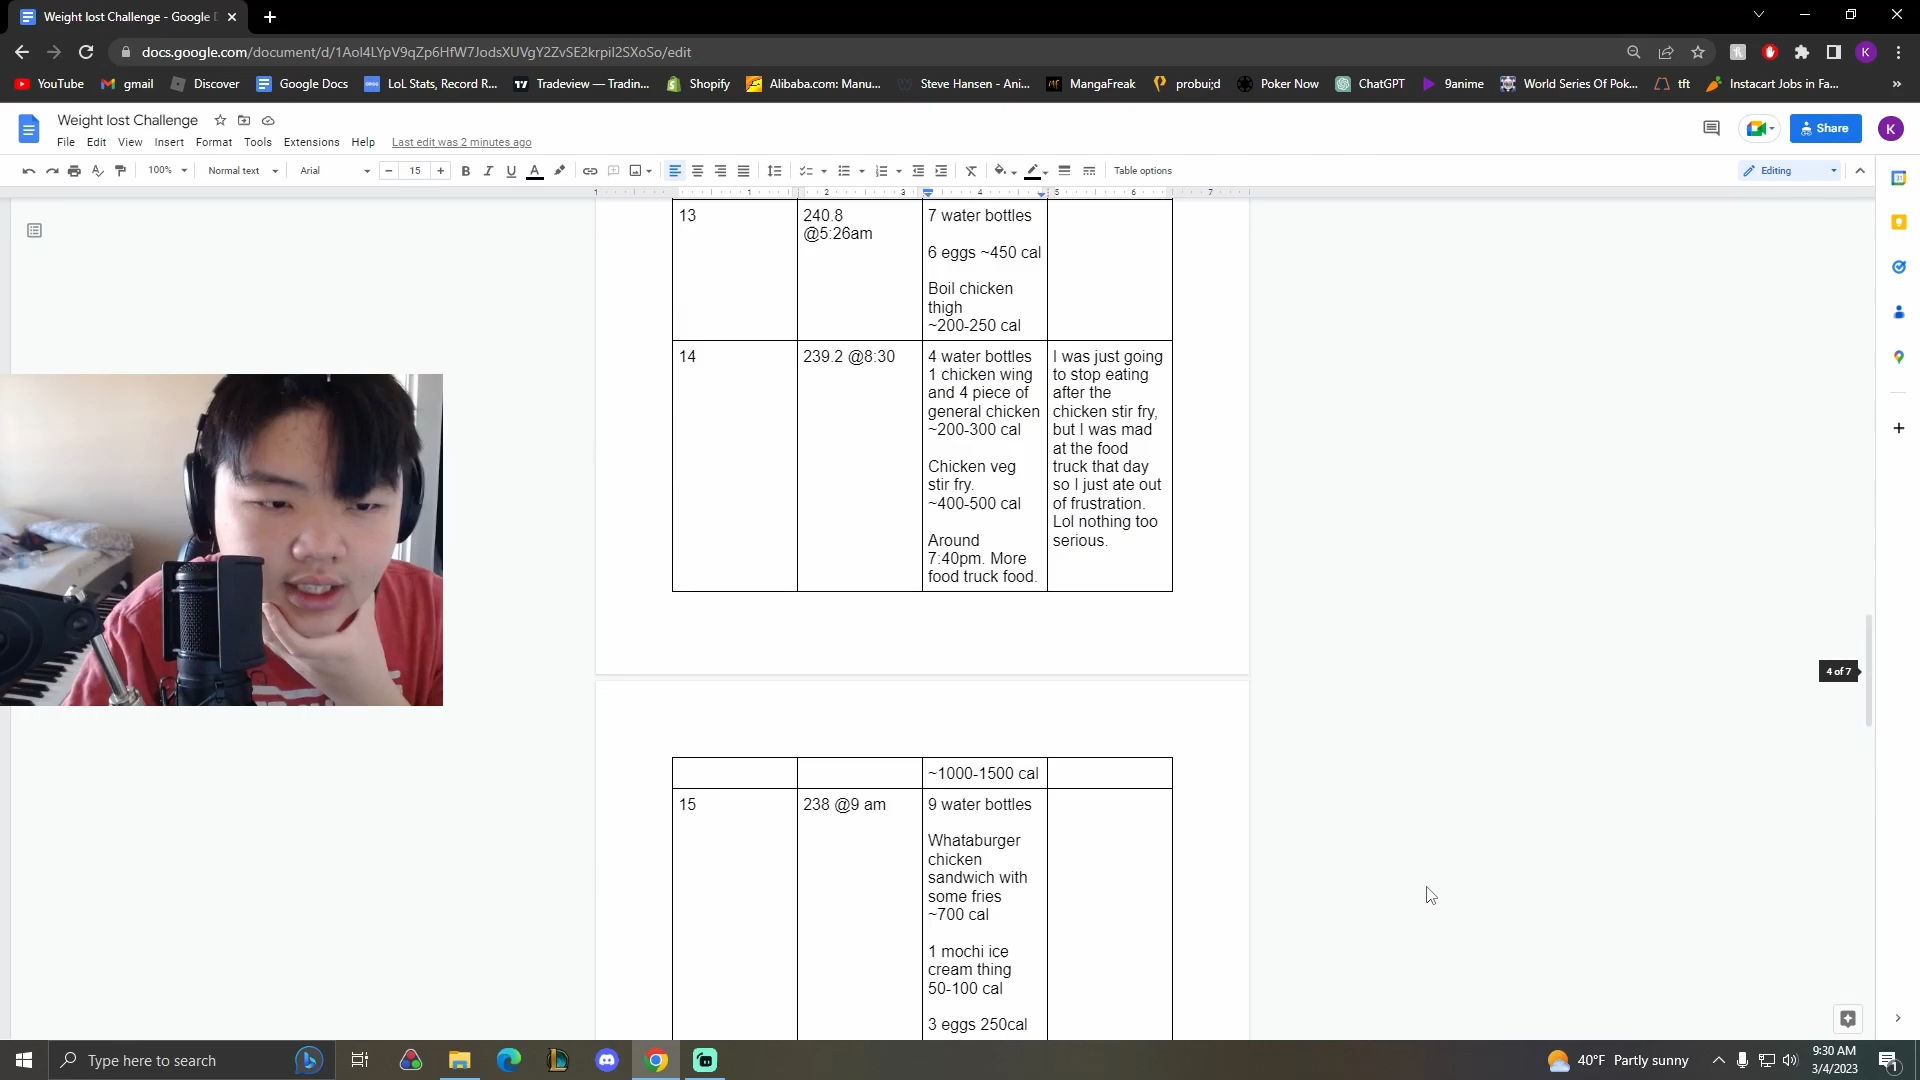 Weight lost Challenge - Google D
docs.google.com/document/d/1Aol4LYpV9qZp6HfW7JodsXUVgY2ZvSE2krpil2SXoSo/edit
K
YouTube
gmail
Discover
Google Docs
LoL Stats, Record R...
Tradeview — Tradin...
Shopify
Alibaba.com: Manu...
Steve Hansen - Ani...
MangaFreak
probui;d
Poker Now
ChatGPT
9anime
World Series Of Pok...
tft
Instacart Jobs in Fa...
Weight lost Challenge
File Edit View Insert Format Tools Extensions Help Last edit was 2 minutes ago
Share
K
100% Normal text Arial 15 B I U A Table options Editing
1 1 2 3 4 5 6 7
13
240.8
@5:26am
7 water bottles
6 eggs ~450 cal
Boil chicken
thigh
~200-250 cal
14
239.2 @8:30
4 water bottles
1 chicken wing
and 4 piece of
general chicken
~200-300 cal
Chicken veg
stir fry.
~400-500 cal
Around
7:40pm. More
food truck food.
I was just going
to stop eating
after the
chicken stir fry,
but I was mad
at the food
truck that day
so I just ate out
of frustration.
Lol nothing too
serious.
4 of 7
~1000-1500 cal
15
238 @9 am
9 water bottles
Whataburger
chicken
sandwich with
some fries
~700 cal
1 mochi ice
cream thing
50-100 cal
3 eggs 250cal
Type here to search
40°F Partly sunny
9:30 AM
3/4/2023
1